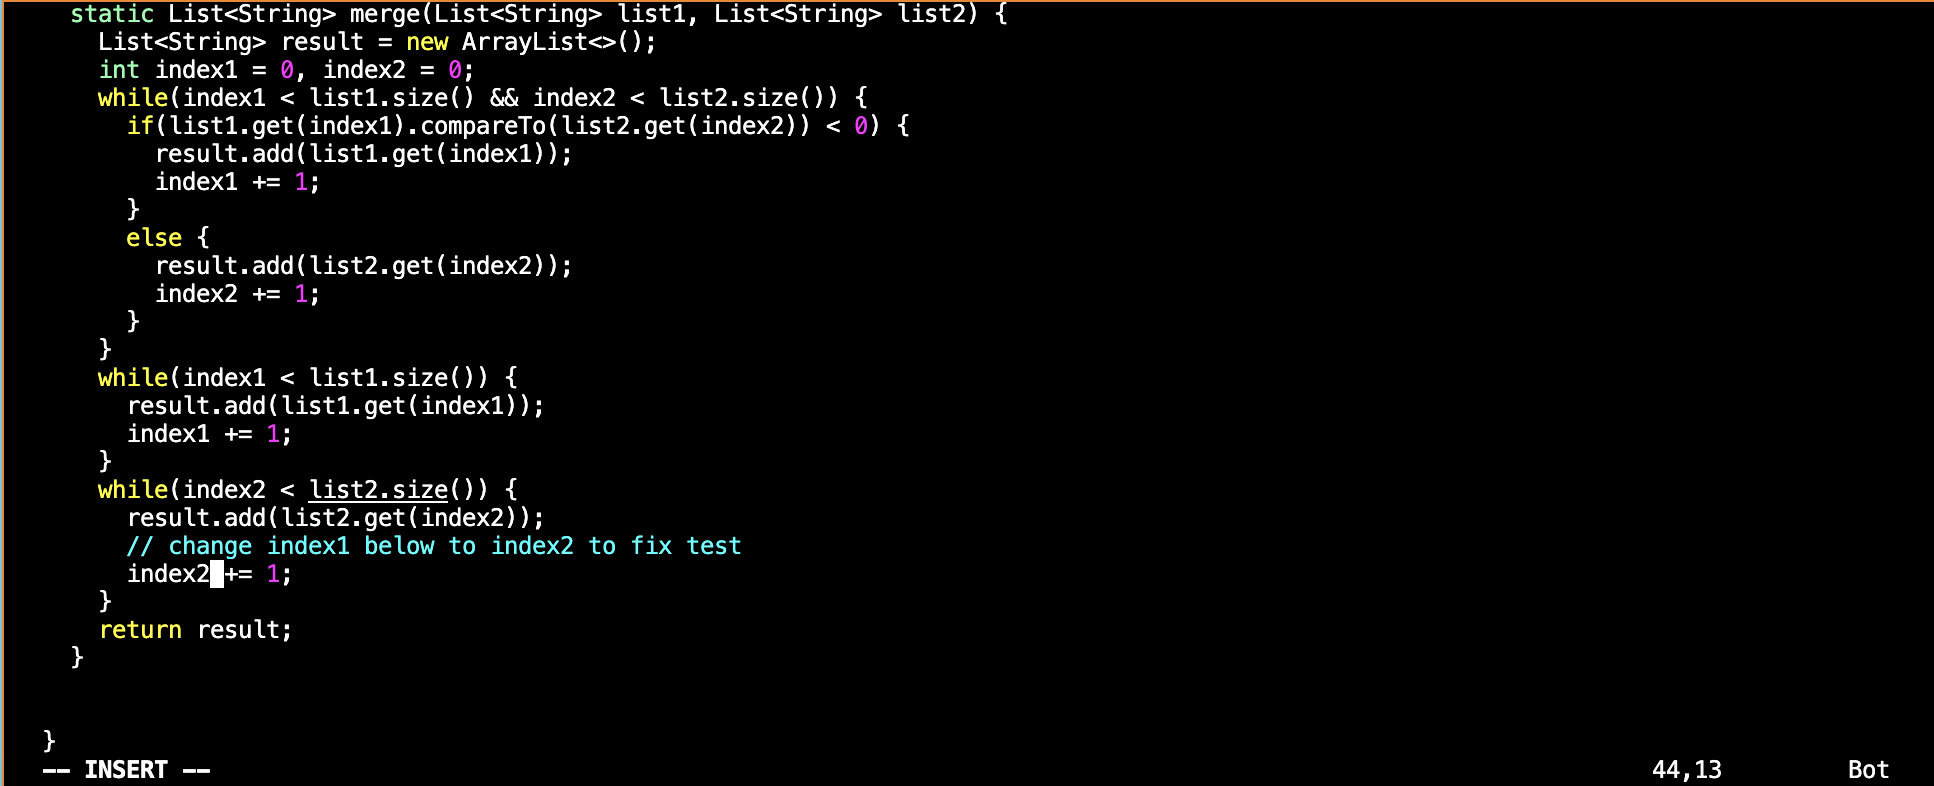 static List<String> merge(List<String> list1, List<String> list2) {
List<String> result = new ArrayList<>();
int index1 = 0, index2 = 0;
while(index1 < list1.size() && index2 < list2.size()) {
if(list1.get(index1).compareTo(list2.get(index2)) < 0) {
result.add(list1.get(index1));
index1 += 1;
}
else {
result.add(list2.get(index2));
index2 += 1;
}
}
while(index1 < list1.size()) {
result.add(list1.get(index1));
index1 += 1;
}
while(index2 < list2.size()) {
result.add(list2.get(index2));
// change index1 below to index2 to fix test
index2 += 1;
}
return result;
}
}
-- INSERT -- 44,13 Bot